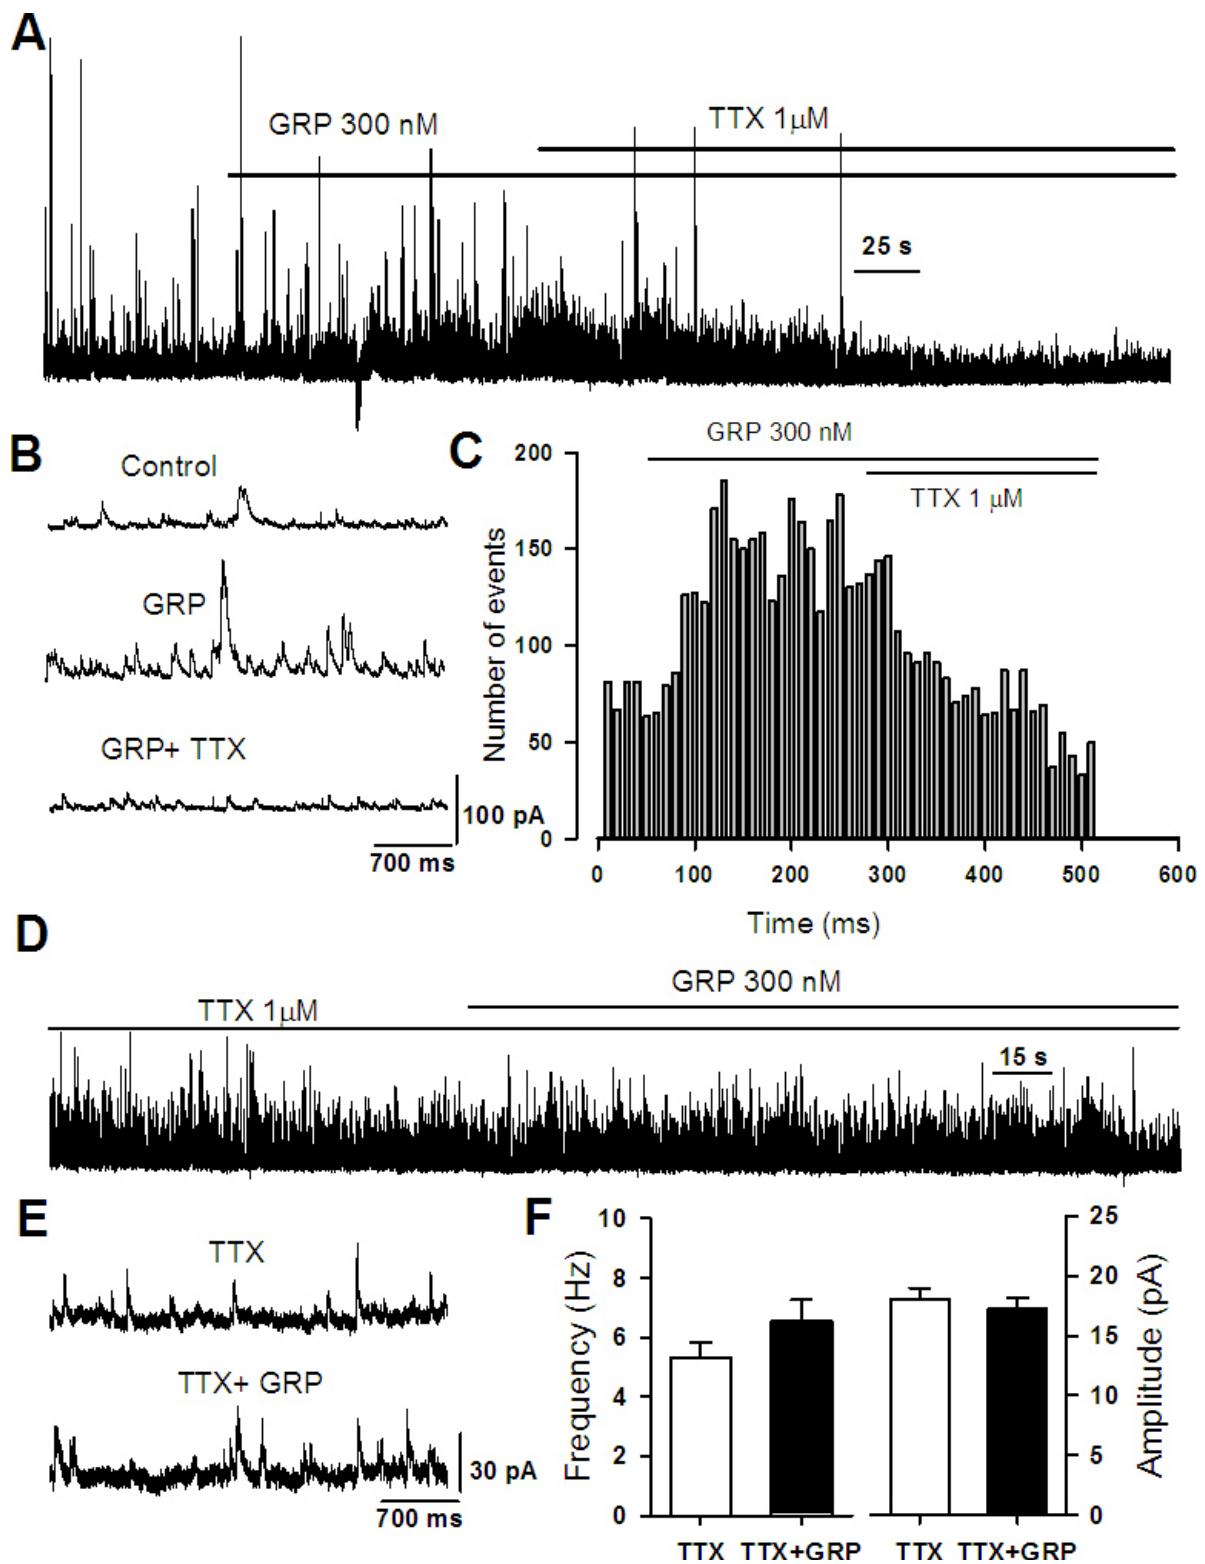 A
GRP 300 nM
TTX 1μM
25 s
B
Control
GRP
GRP+ TTX
100 pA
700 ms
C
GRP 300 nM
TTX 1 μM
Number of events
200
150
100
50
0
0 100 200 300 400 500 600
Time (ms)
D
TTX 1μM
GRP 300 nM
15 s
E
TTX
TTX+ GRP
30 pA
700 ms
F
Frequency (Hz)
10
8
6
4
2
0
25
20
15
10
5
0
Amplitude (pA)
TTX TTX+GRP TTX TTX+GRP